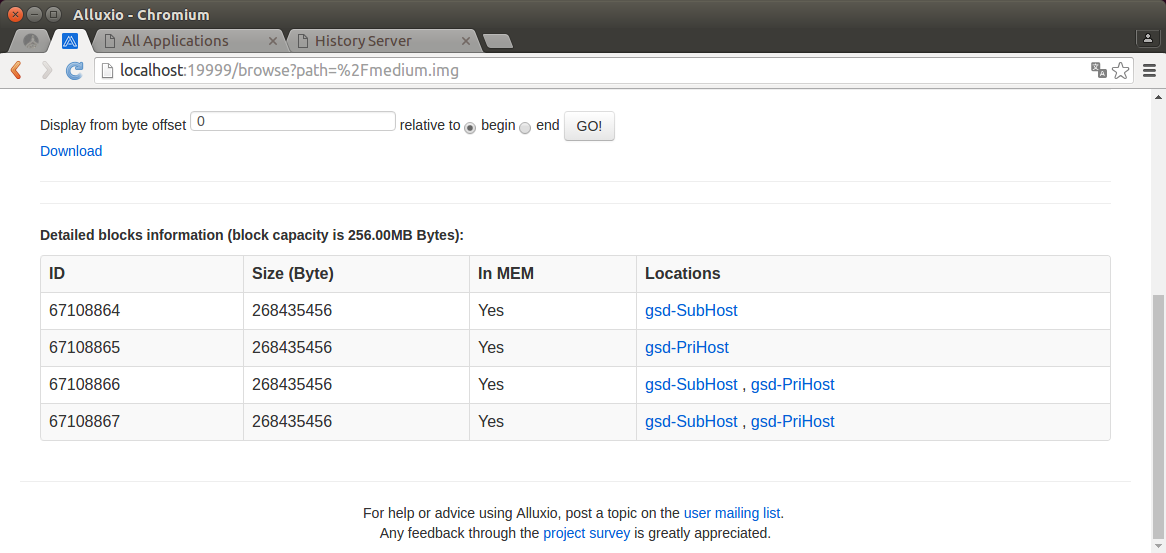 Alluxio - Chromium
All Applications History Server
localhost:19999/browse?path=%2Fmedium.img
Display from byte offset 0 relative to begin end GO!
Download
Detailed blocks information (block capacity is 256.00MB Bytes):
ID Size (Byte) In MEM Locations
67108864 268435456 Yes gsd-SubHost
67108865 268435456 Yes gsd-PriHost
67108866 268435456 Yes gsd-SubHost , gsd-PriHost
67108867 268435456 Yes gsd-SubHost , gsd-PriHost
For help or advice using Alluxio, post a topic on the user mailing list.
Any feedback through the project survey is greatly appreciated.